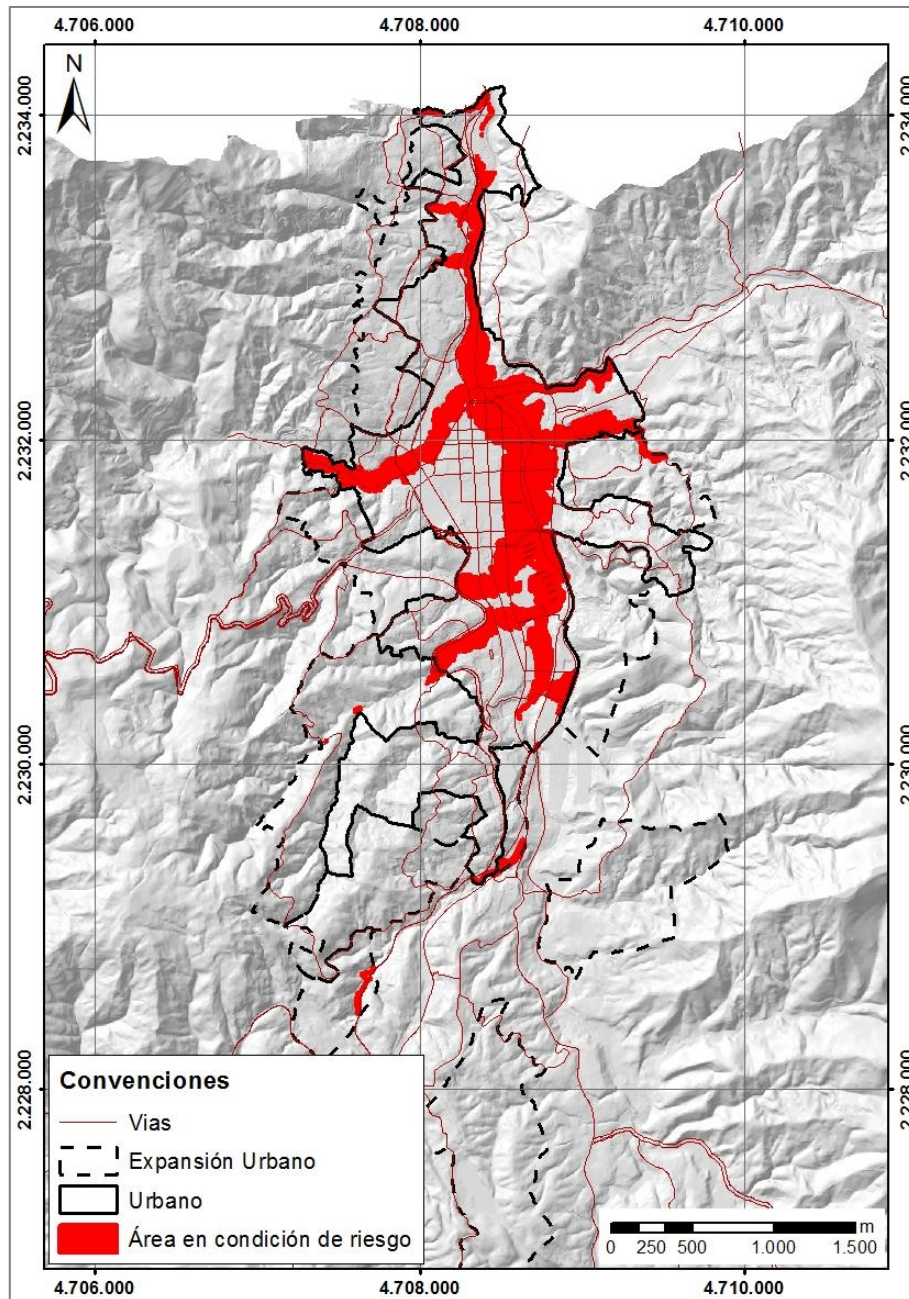 4.706.000 4.708.000 4.710.000
N
2.234.000 2.234.000
2.232.000 2.232.000
2.230.000 2.230.000
2.228.000 2.228.000
Convenciones
Vias
Expansión Urbano
Urbano
Área en condición de riesgo
m
0 250 500 1.000 1.500
4.706.000 4.708.000 4.710.000